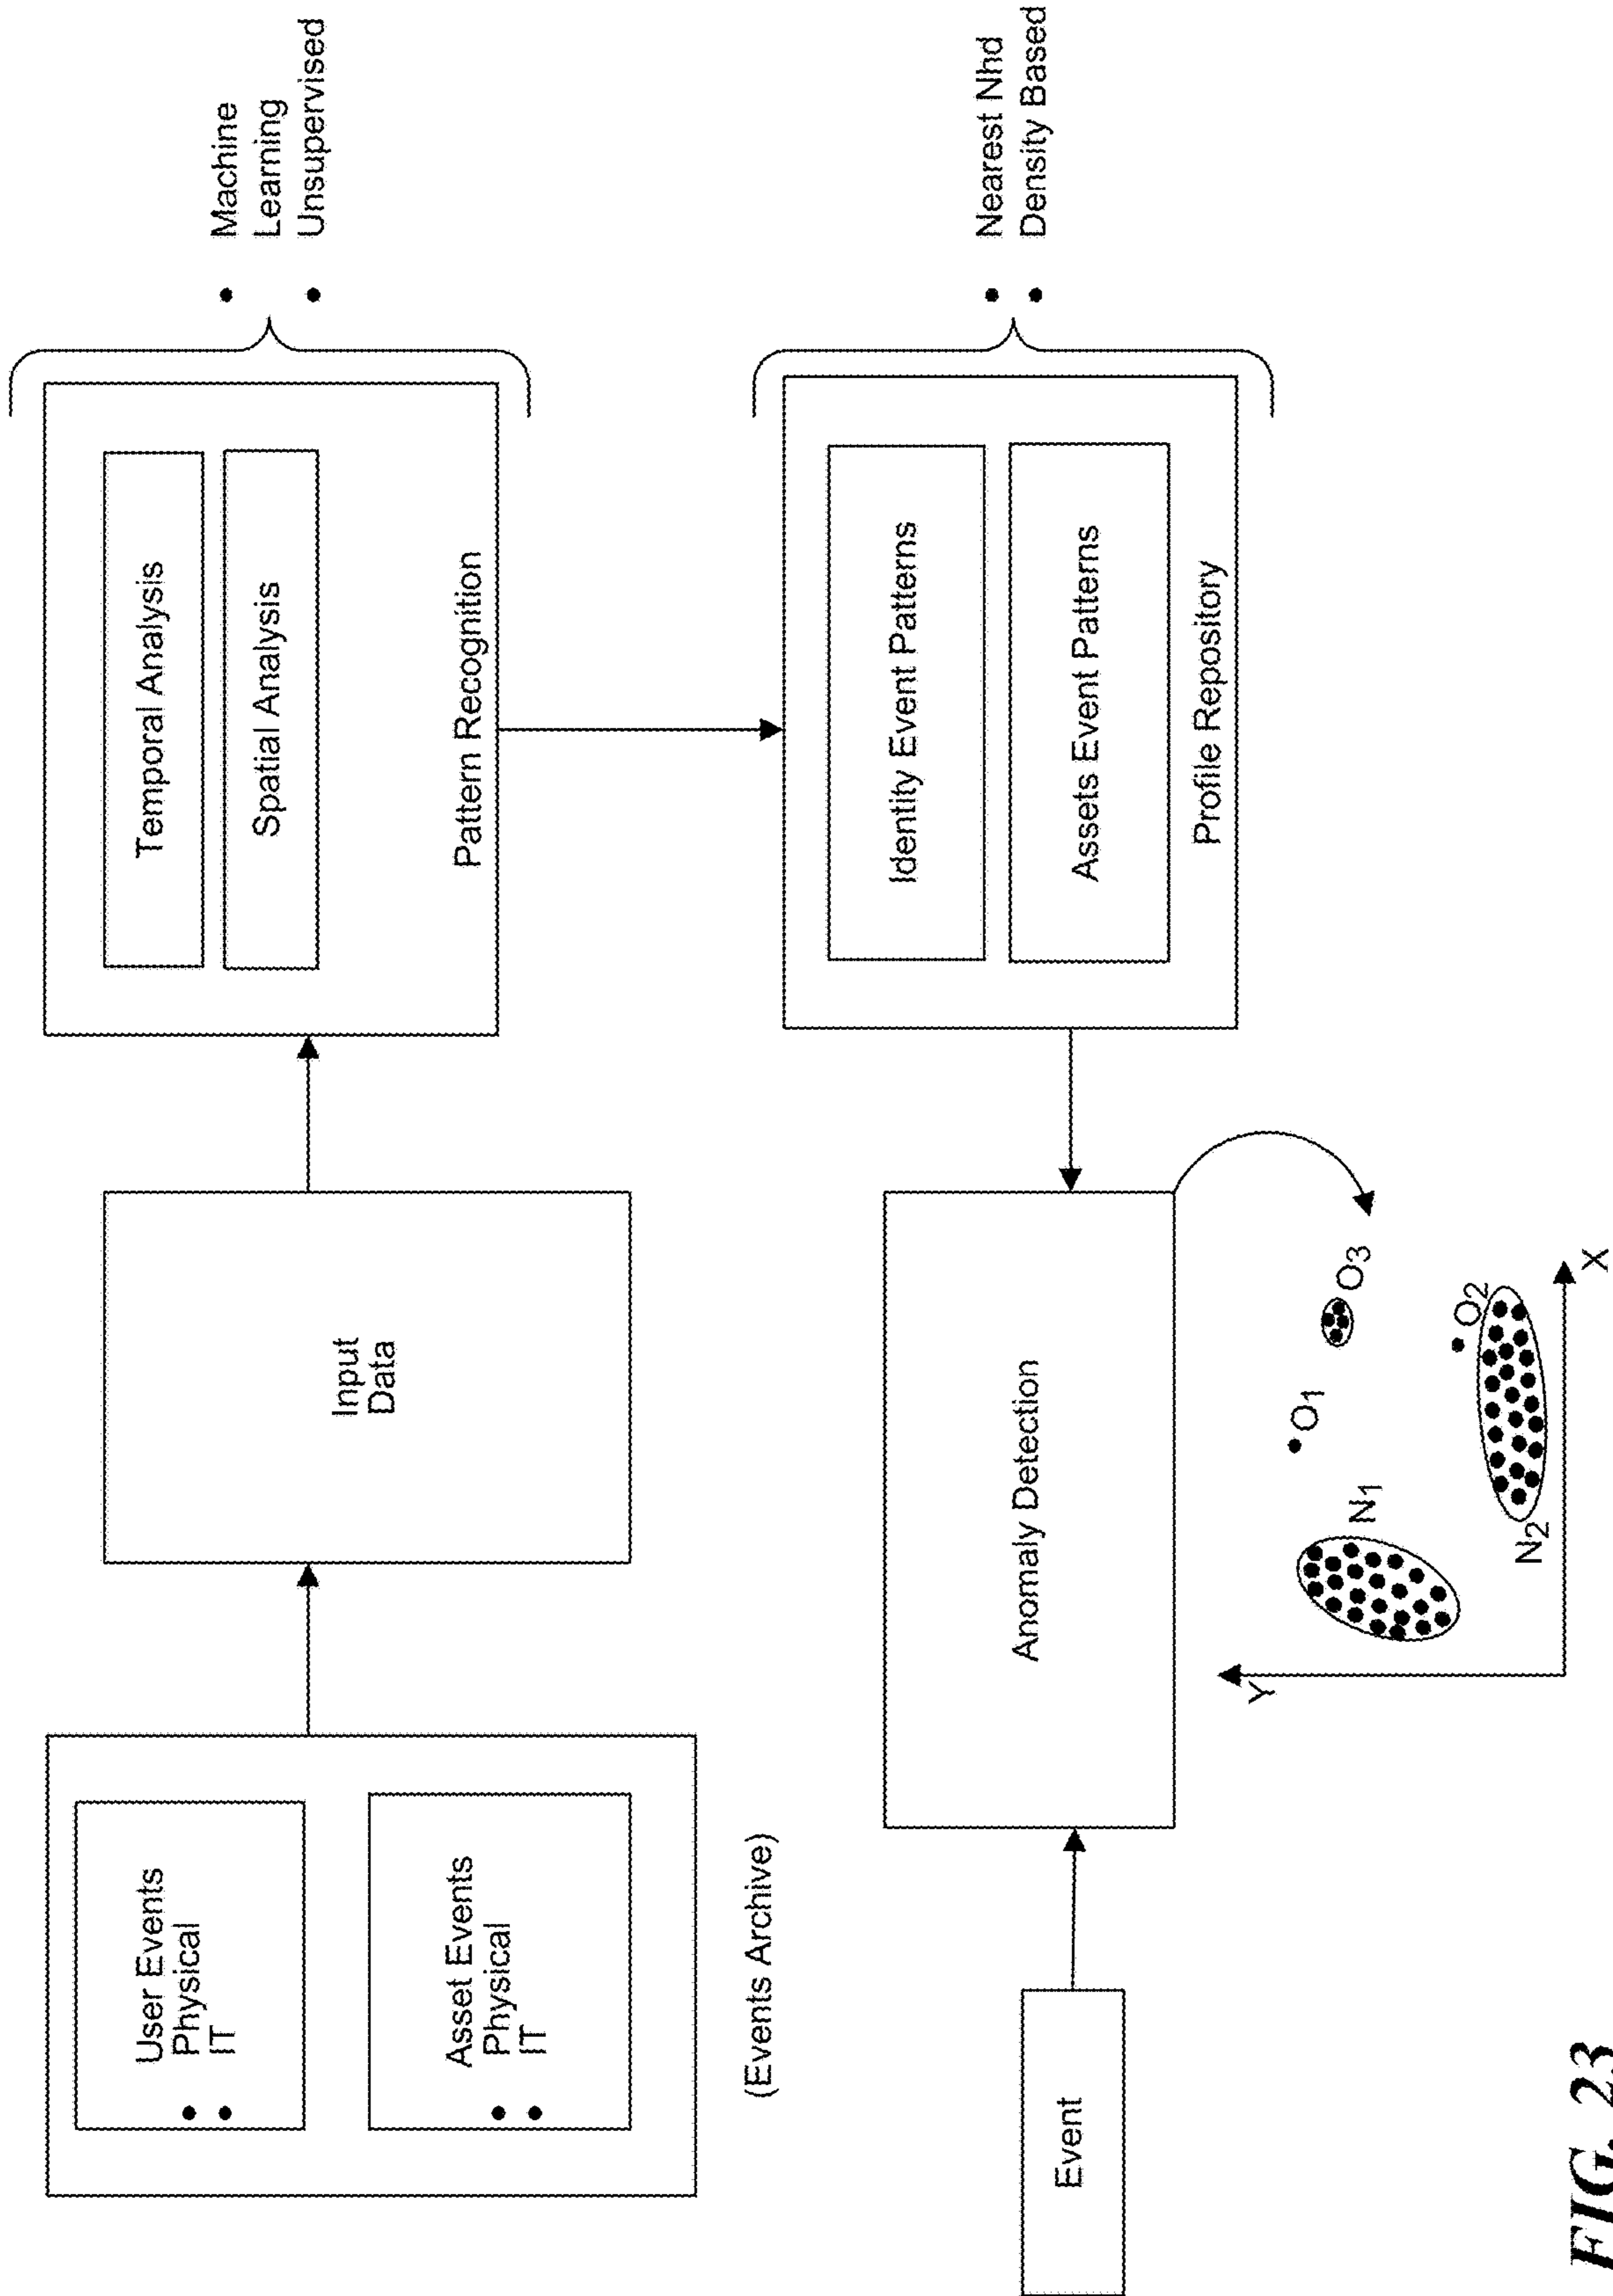 User Events
• Physical
• IT
Asset Events
• Physical
• IT
(Events Archive)
Input
Data
Temporal Analysis
Spatial Analysis
Pattern Recognition
• Machine
Learning
• Unsupervised
Event
Anomaly Detection
Identity Event Patterns
Assets Event Patterns
Profile Repository
• Nearest Nhd
• Density Based
Y
N1
O1
O3
N2
O2
X
FIG. 23